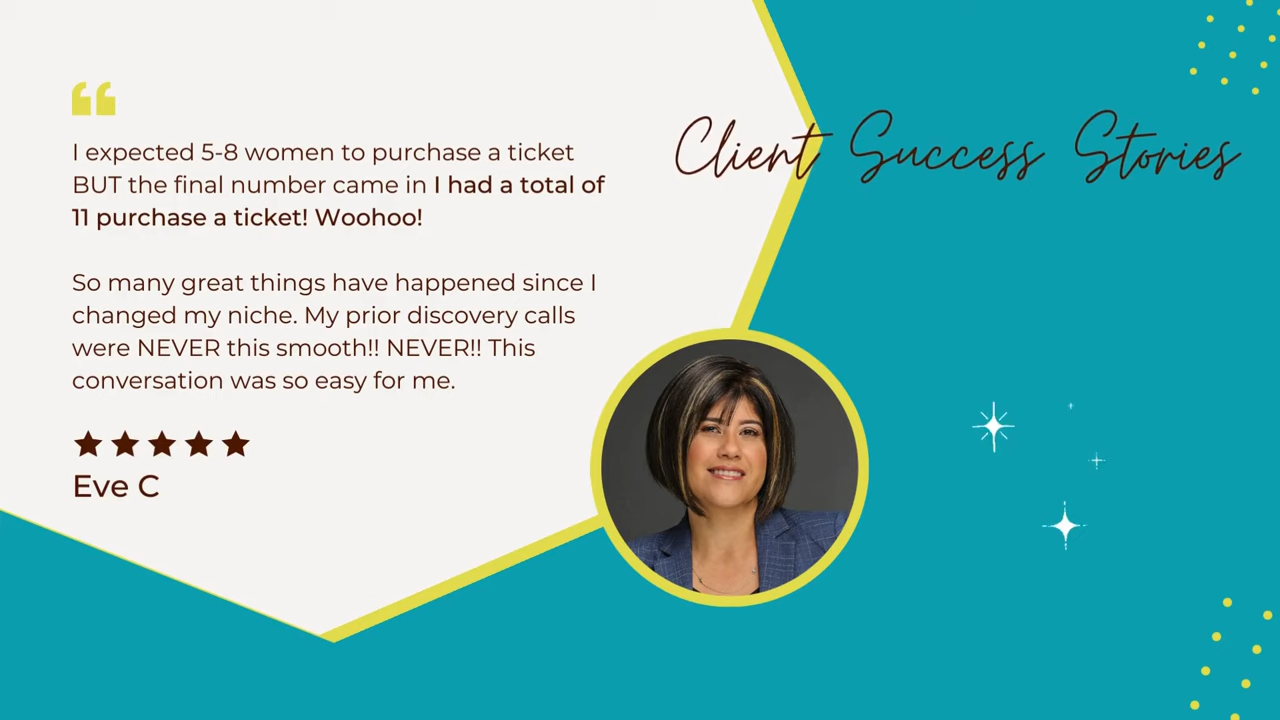 Client Success Stories
I expected 5-8 women to purchase a ticket
BUT the final number came in I had a total of
11 purchase a ticket! Woohoo!
So many great things have happened since I
changed my niche. My prior discovery calls
were NEVER this smooth!! NEVER!! This
conversation was so easy for me.
Eve C